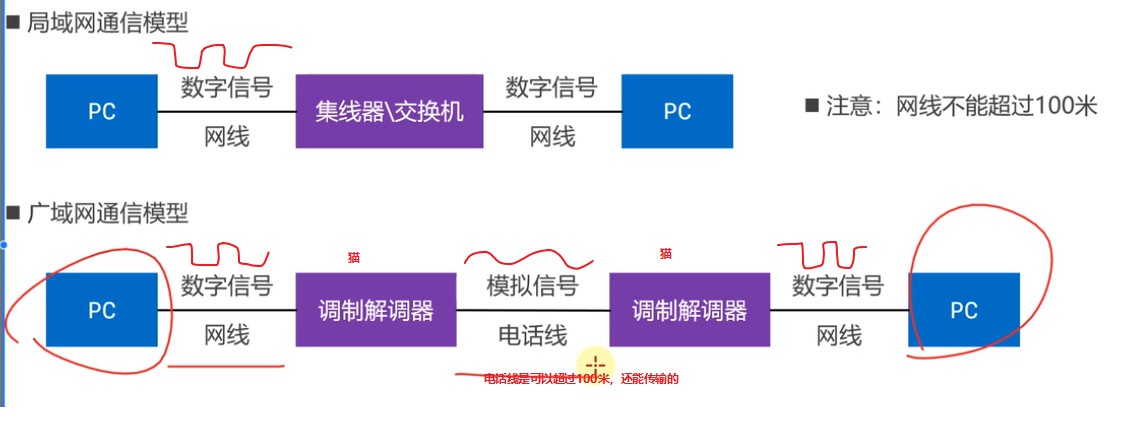 ■ 局域网通信模型
PC
数字信号
网线
集线器\交换机
数字信号
网线
PC
■ 注意：网线不能超过100米
■ 广域网通信模型
PC
数字信号
网线
猫
调制解调器
模拟信号
电话线
猫
调制解调器
数字信号
网线
PC
电话线是可以超过100米，还能传输的